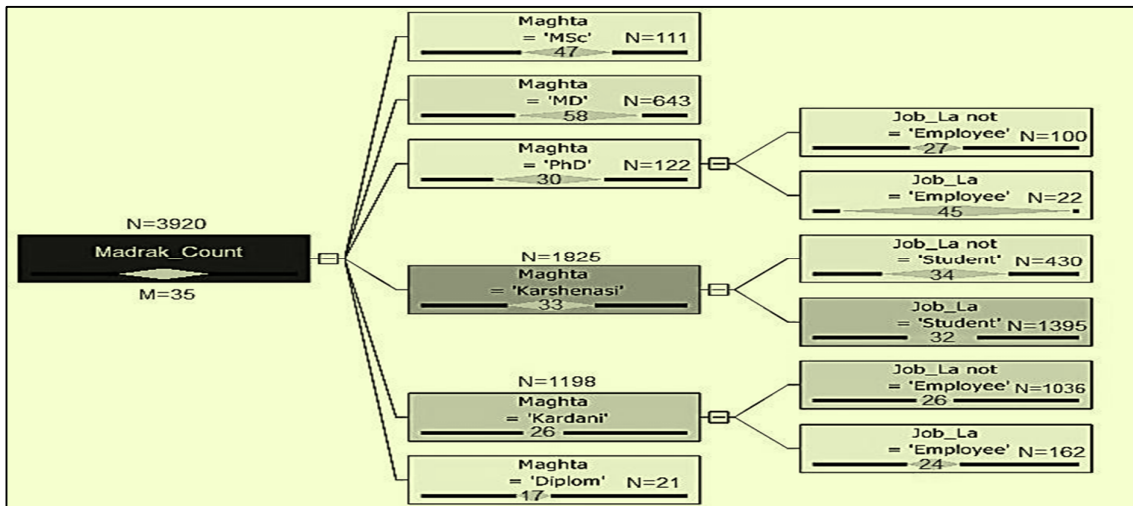 N=3920
Madrak_Count
M=35
Maghta
= 'MSc' N=111
47
Maghta
= 'MD' N=643
58
Maghta
= 'PhD' N=122
30
Job_La not
= 'Employee' N=100
27
Job_La
= 'Employee' N=22
45
N=1825
Maghta
= 'Karshenasi'
33
Job_La not
= 'Student' N=430
34
Job_La
= 'Student' N=1395
32
N=1198
Maghta
= 'Kardani'
26
Job_La not
= 'Employee' N=1036
26
Job_La
= 'Employee' N=162
24
Maghta
= 'Diplom' N=21
17